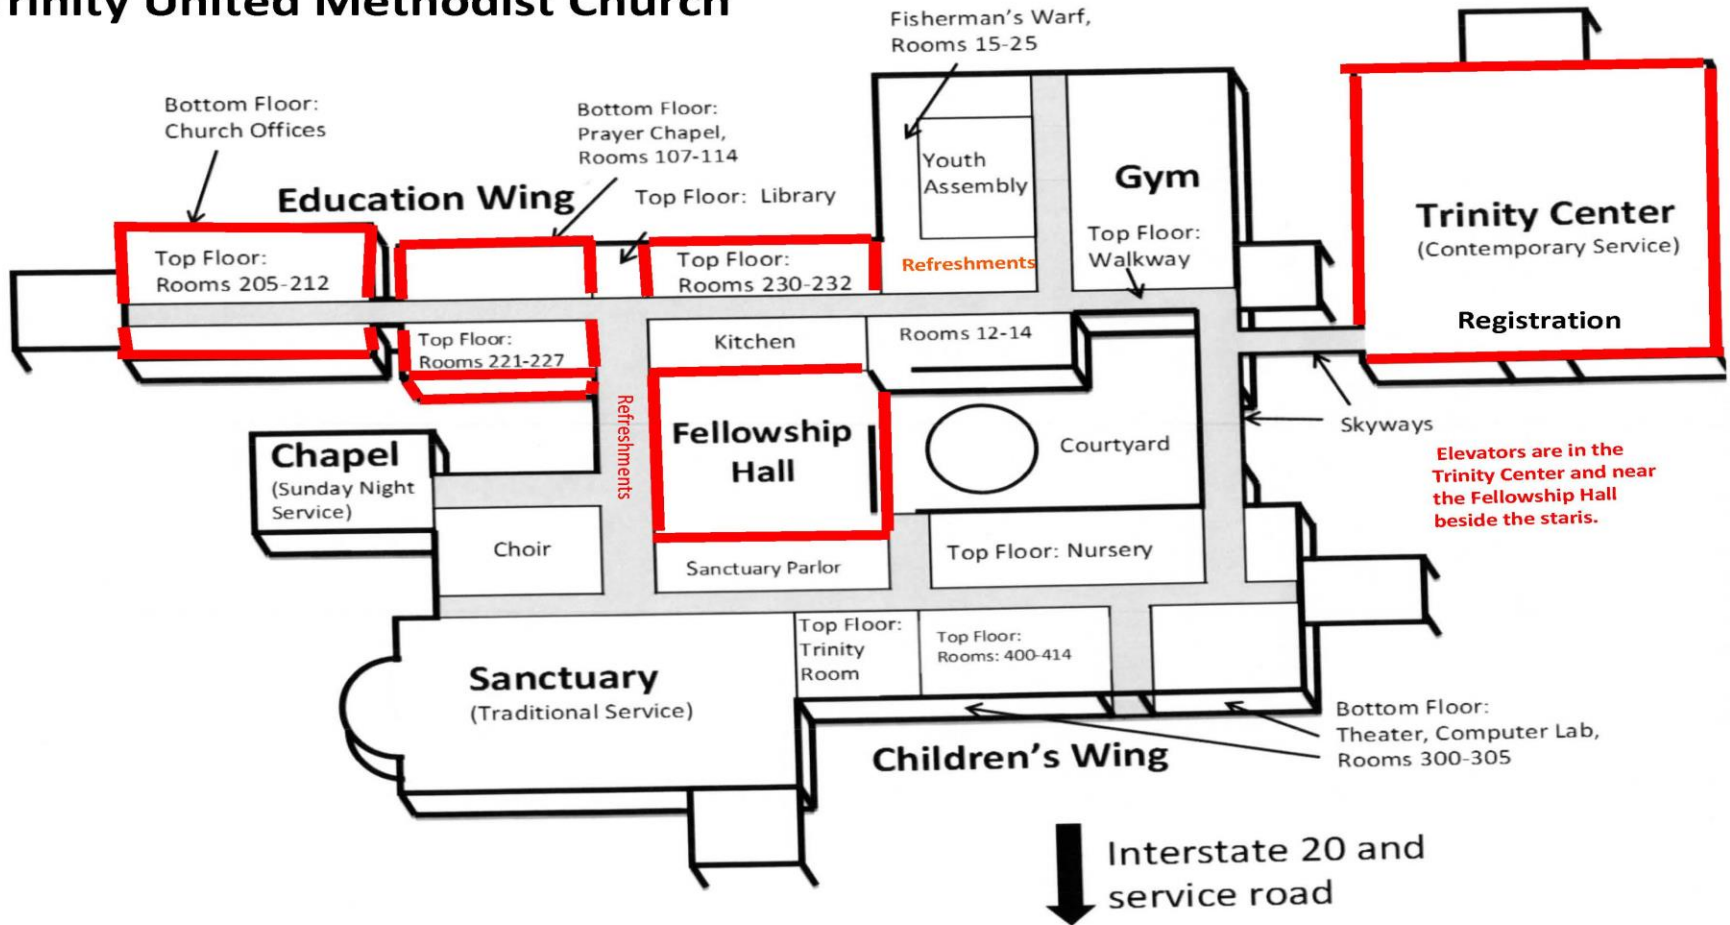 rinity United Methodist Church
Fisherman's Warf,
Rooms 15-25
Bottom Floor:
Church Offices
Bottom Floor:
Prayer Chapel,
Rooms 107-114
Education Wing
Top Floor: Library
Youth
Assembly
Gym
Top Floor:
Walkway
Trinity Center
(Contemporary Service)
Registration
Top Floor:
Rooms 205-212
Top Floor:
Rooms 230-232
Refreshments
Top Floor:
Rooms 221-227
Kitchen
Rooms 12-14
Refreshments
Fellowship
Hall
Courtyard
Skyways
Elevators are in the
Trinity Center and near
the Fellowship Hall
beside the staris.
Chapel
(Sunday Night
Service)
Choir
Sanctuary Parlor
Top Floor: Nursery
Sanctuary
(Traditional Service)
Top Floor:
Trinity
Room
Top Floor:
Rooms: 400-414
Children's Wing
Bottom Floor:
Theater, Computer Lab,
Rooms 300-305
Interstate 20 and
service road